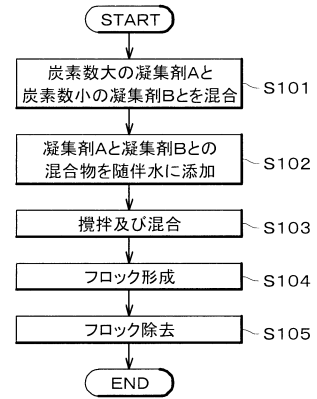 START
炭素数大の凝集剤Aと
炭素数小の凝集剤Bとを混合
S101
凝集剤Aと凝集剤Bとの
混合物を随伴水に添加
S102
攪拌及び混合
S103
フロック形成
S104
フロック除去
S105
END